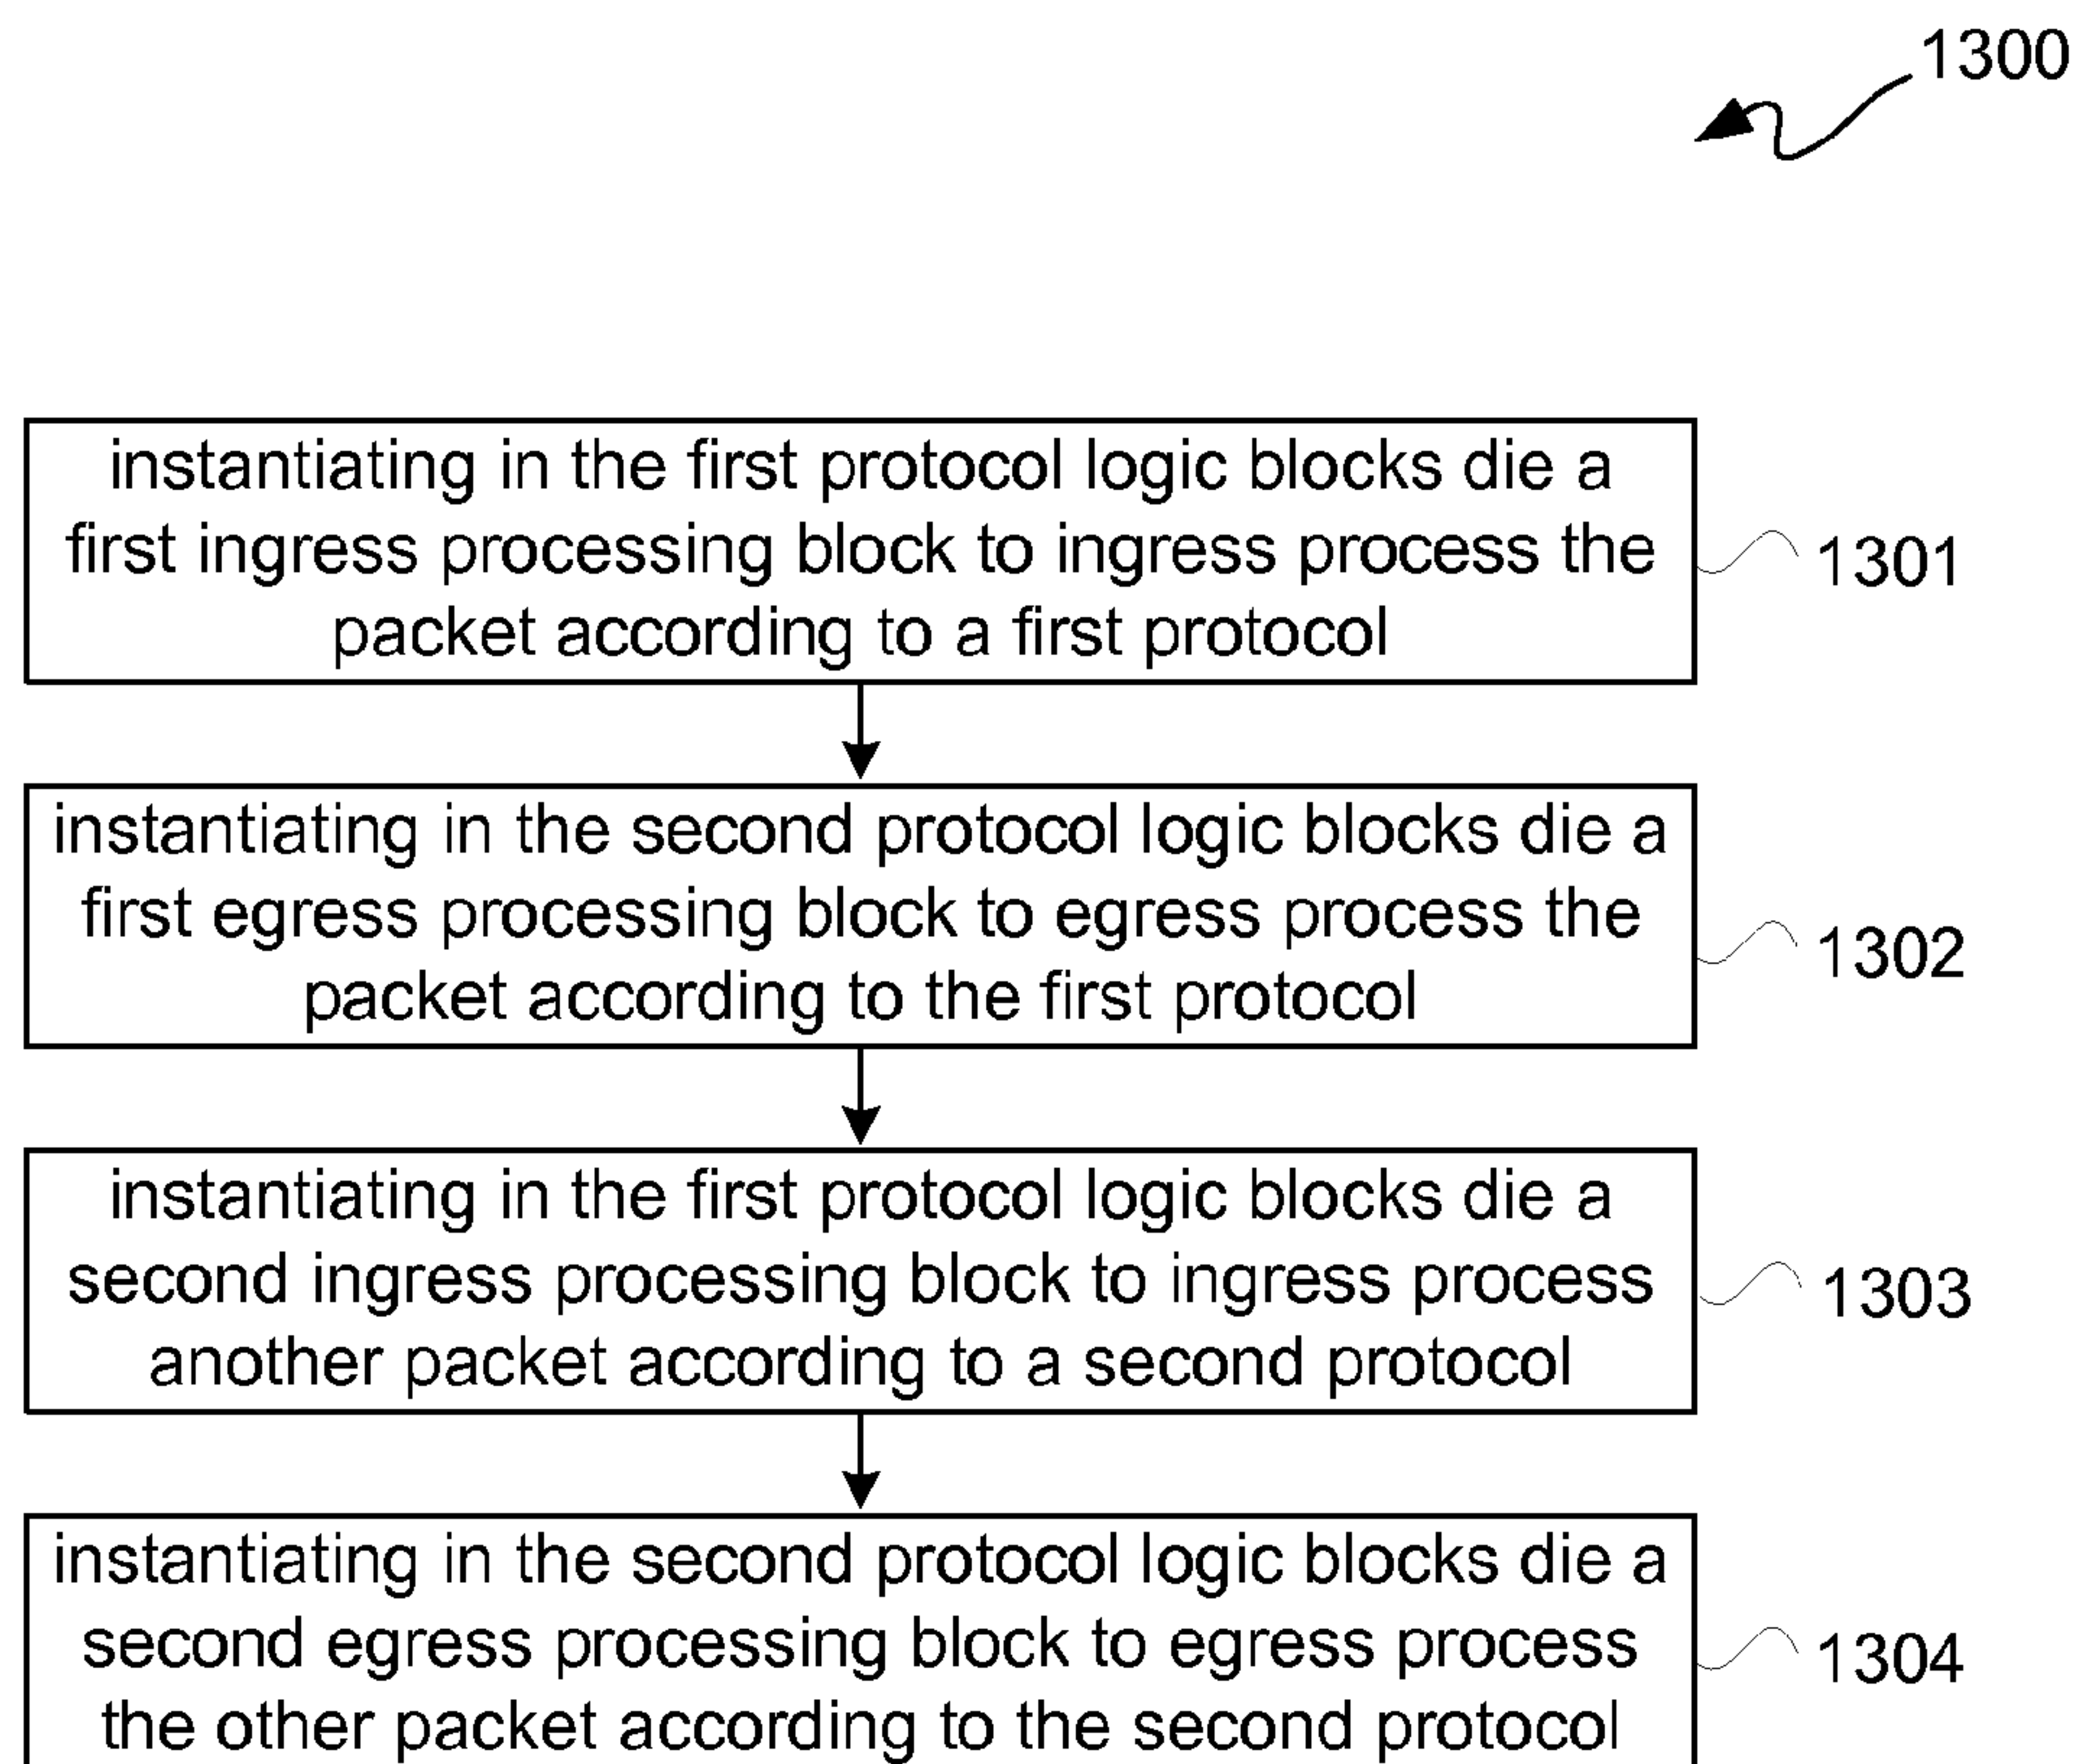 1300
instantiating in the first protocol logic blocks die a
first ingress processing block to ingress process the
packet according to a first protocol
1301
instantiating in the second protocol logic blocks die a
first egress processing block to egress process the
packet according to the first protocol
1302
instantiating in the first protocol logic blocks die a
second ingress processing block to ingress process
another packet according to a second protocol
1303
instantiating in the second protocol logic blocks die a
second egress processing block to egress process
the other packet according to the second protocol
1304